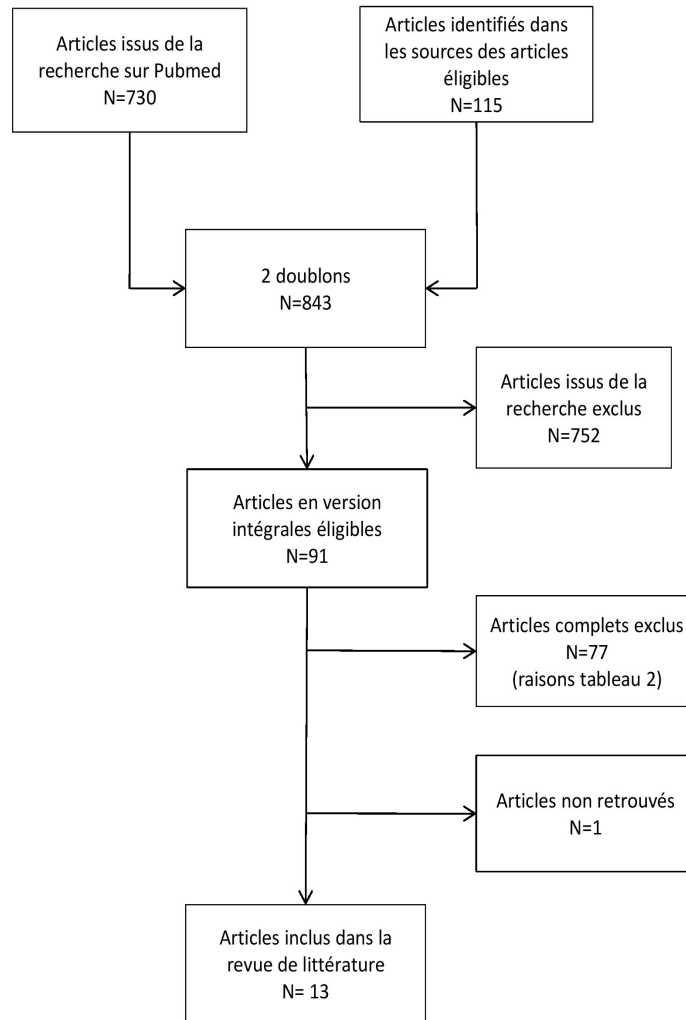 Articles issus de la
recherche sur Pubmed
N=730
Articles identifiés dans
les sources des articles
éligibles
N=115
2 doublons
N=843
Articles issus de la
recherche exclus
N=752
Articles en version
intégrales éligibles
N=91
Articles complets exclus
N=77
(raisons tableau 2)
Articles non retrouvés
N=1
Articles inclus dans la
revue de littérature
N= 13